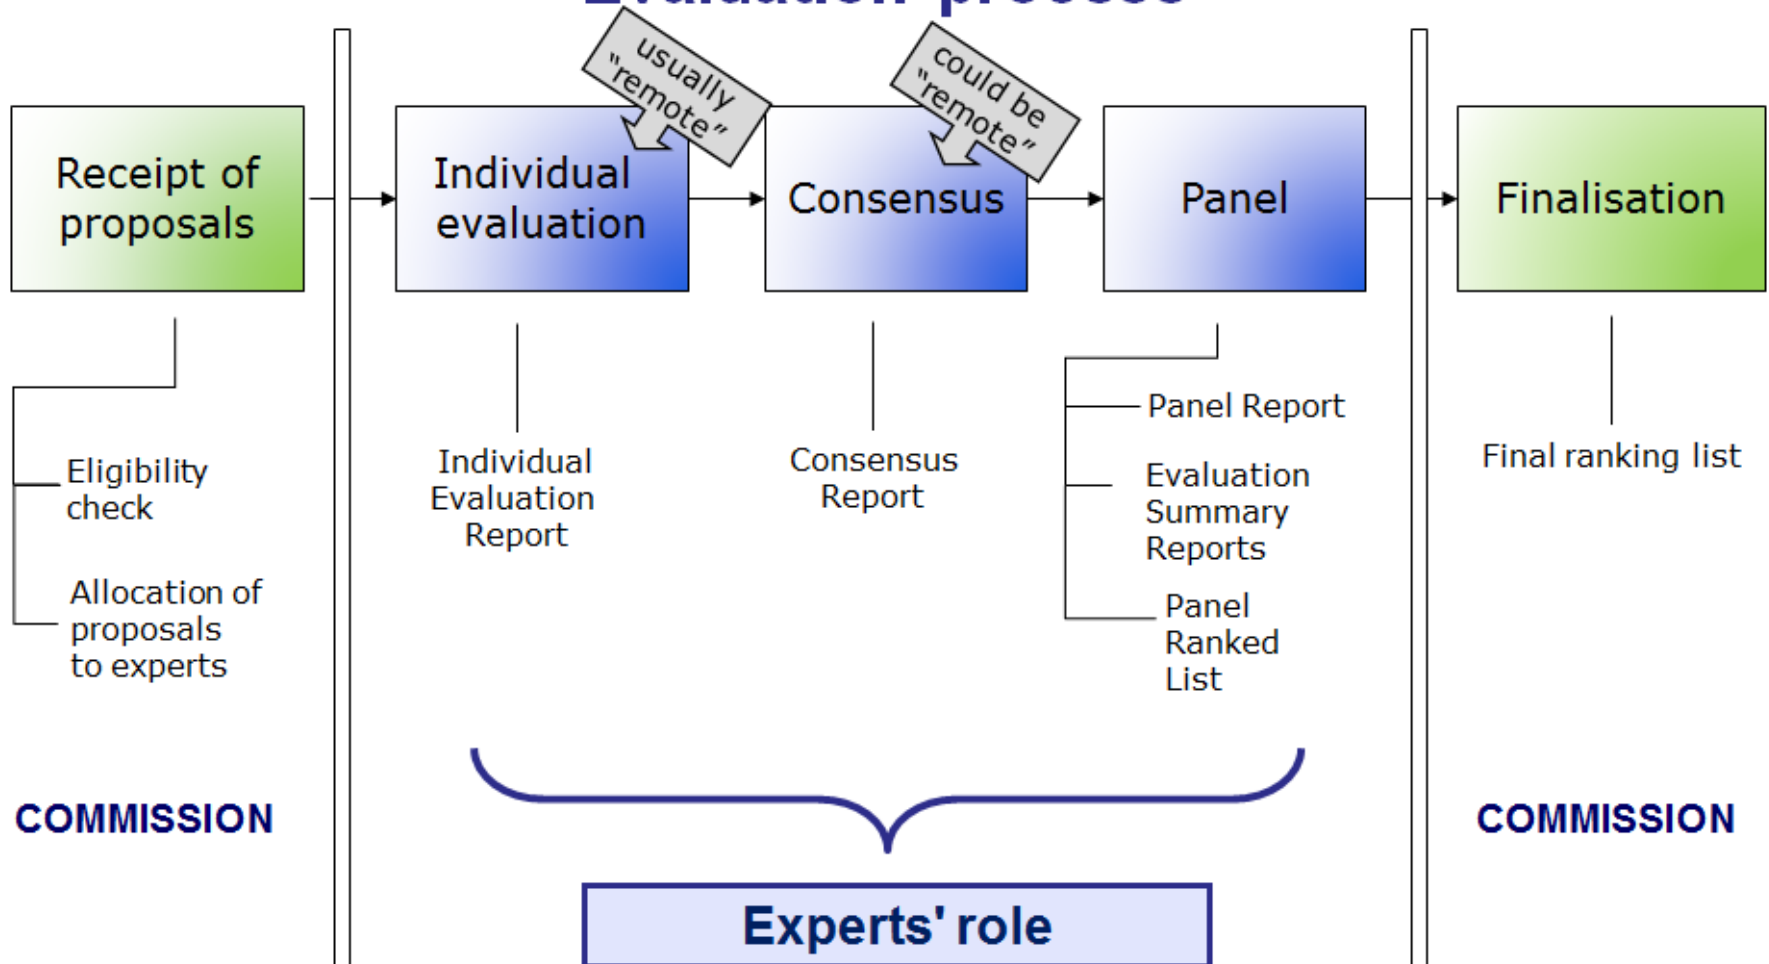 Evaluation process
usually
"remote"
could be
"remote"
Receipt of
proposals
Individual
evaluation
Consensus
Panel
Finalisation
Eligibility
check
Allocation of
proposals
to experts
Individual
Evaluation
Report
Consensus
Report
Panel Report
Evaluation
Summary
Reports
Panel
Ranked
List
Final ranking list
COMMISSION
COMMISSION
Experts' role